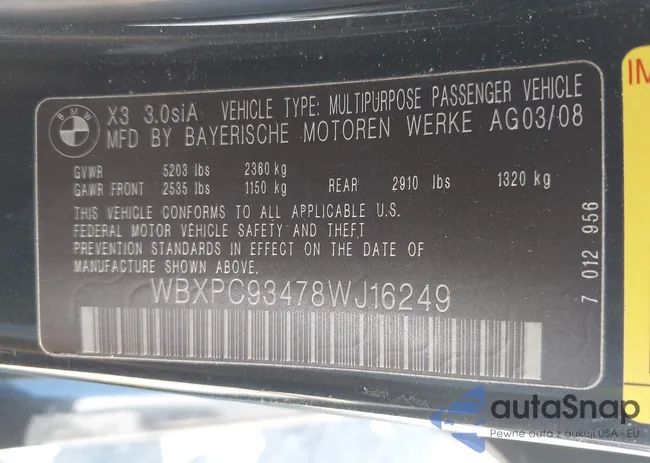 BMW
X3 3.0siA VEHICLE TYPE: MULTIPURPOSE PASSENGER VEHICLE
MFD BY BAYERISCHE MOTOREN WERKE AG03/08
GVWR 5203 lbs 2360 kg
GAWR FRONT 2535 lbs 1150 kg REAR 2910 lbs 1320 kg
THIS VEHICLE CONFORMS TO ALL APPLICABLE U.S.
FEDERAL MOTOR VEHICLE SAFETY AND THEFT
PREVENTION STANDARDS IN EFFECT ON THE DATE OF
MANUFACTURE SHOWN ABOVE.
WBXPC93478WJ16249
7 012 956
IM
autaSnap
Pewne auta z aukcji USA i EU